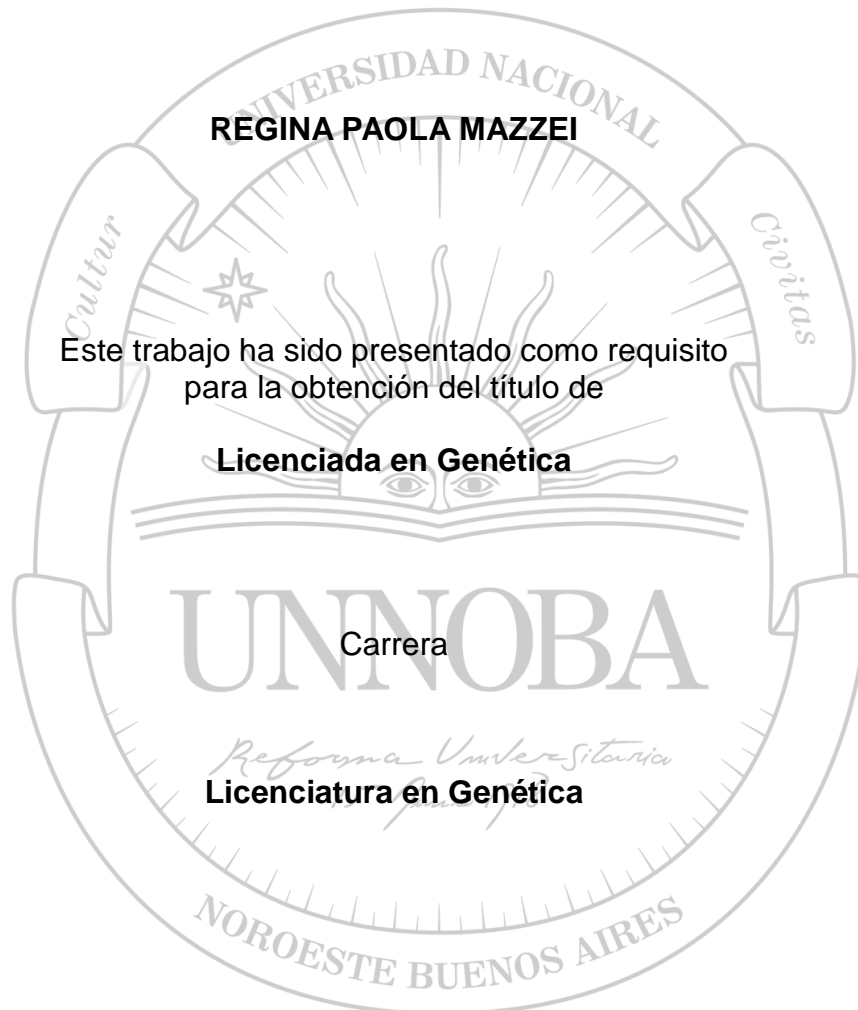 UNIVERSIDAD NACIONAL
REGINA PAOLA MAZZEI
Cultur
Civitas
Este trabajo ha sido presentado como requisito
para la obtención del título de
Licenciada en Genética
UNNOBA
Carrera
Reforma Universitaria
Licenciatura en Genética
NOROESTE BUENOS AIRES